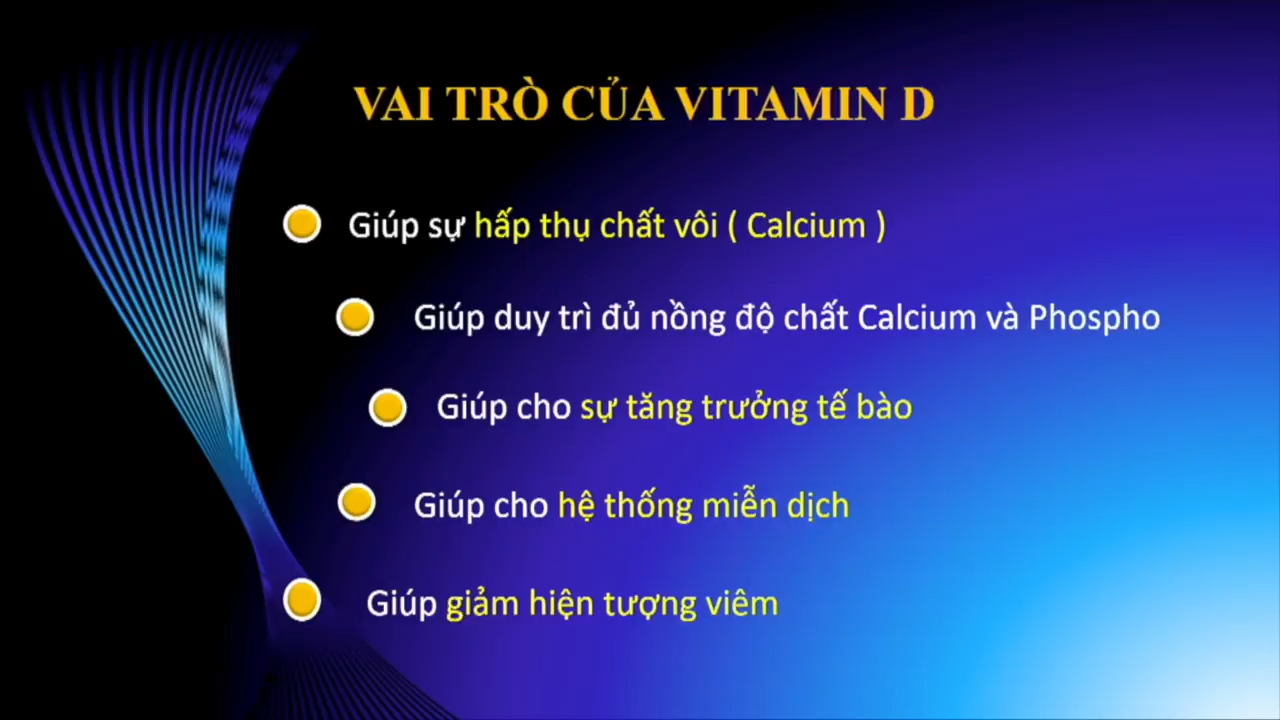 VAI TRÒ CỦA VITAMIN D
Giúp sự hấp thụ chất vôi ( Calcium )
Giúp duy trì đủ nồng độ chất Calcium và Phospho
Giúp cho sự tăng trưởng tế bào
Giúp cho hệ thống miễn dịch
Giúp giảm hiện tượng viêm